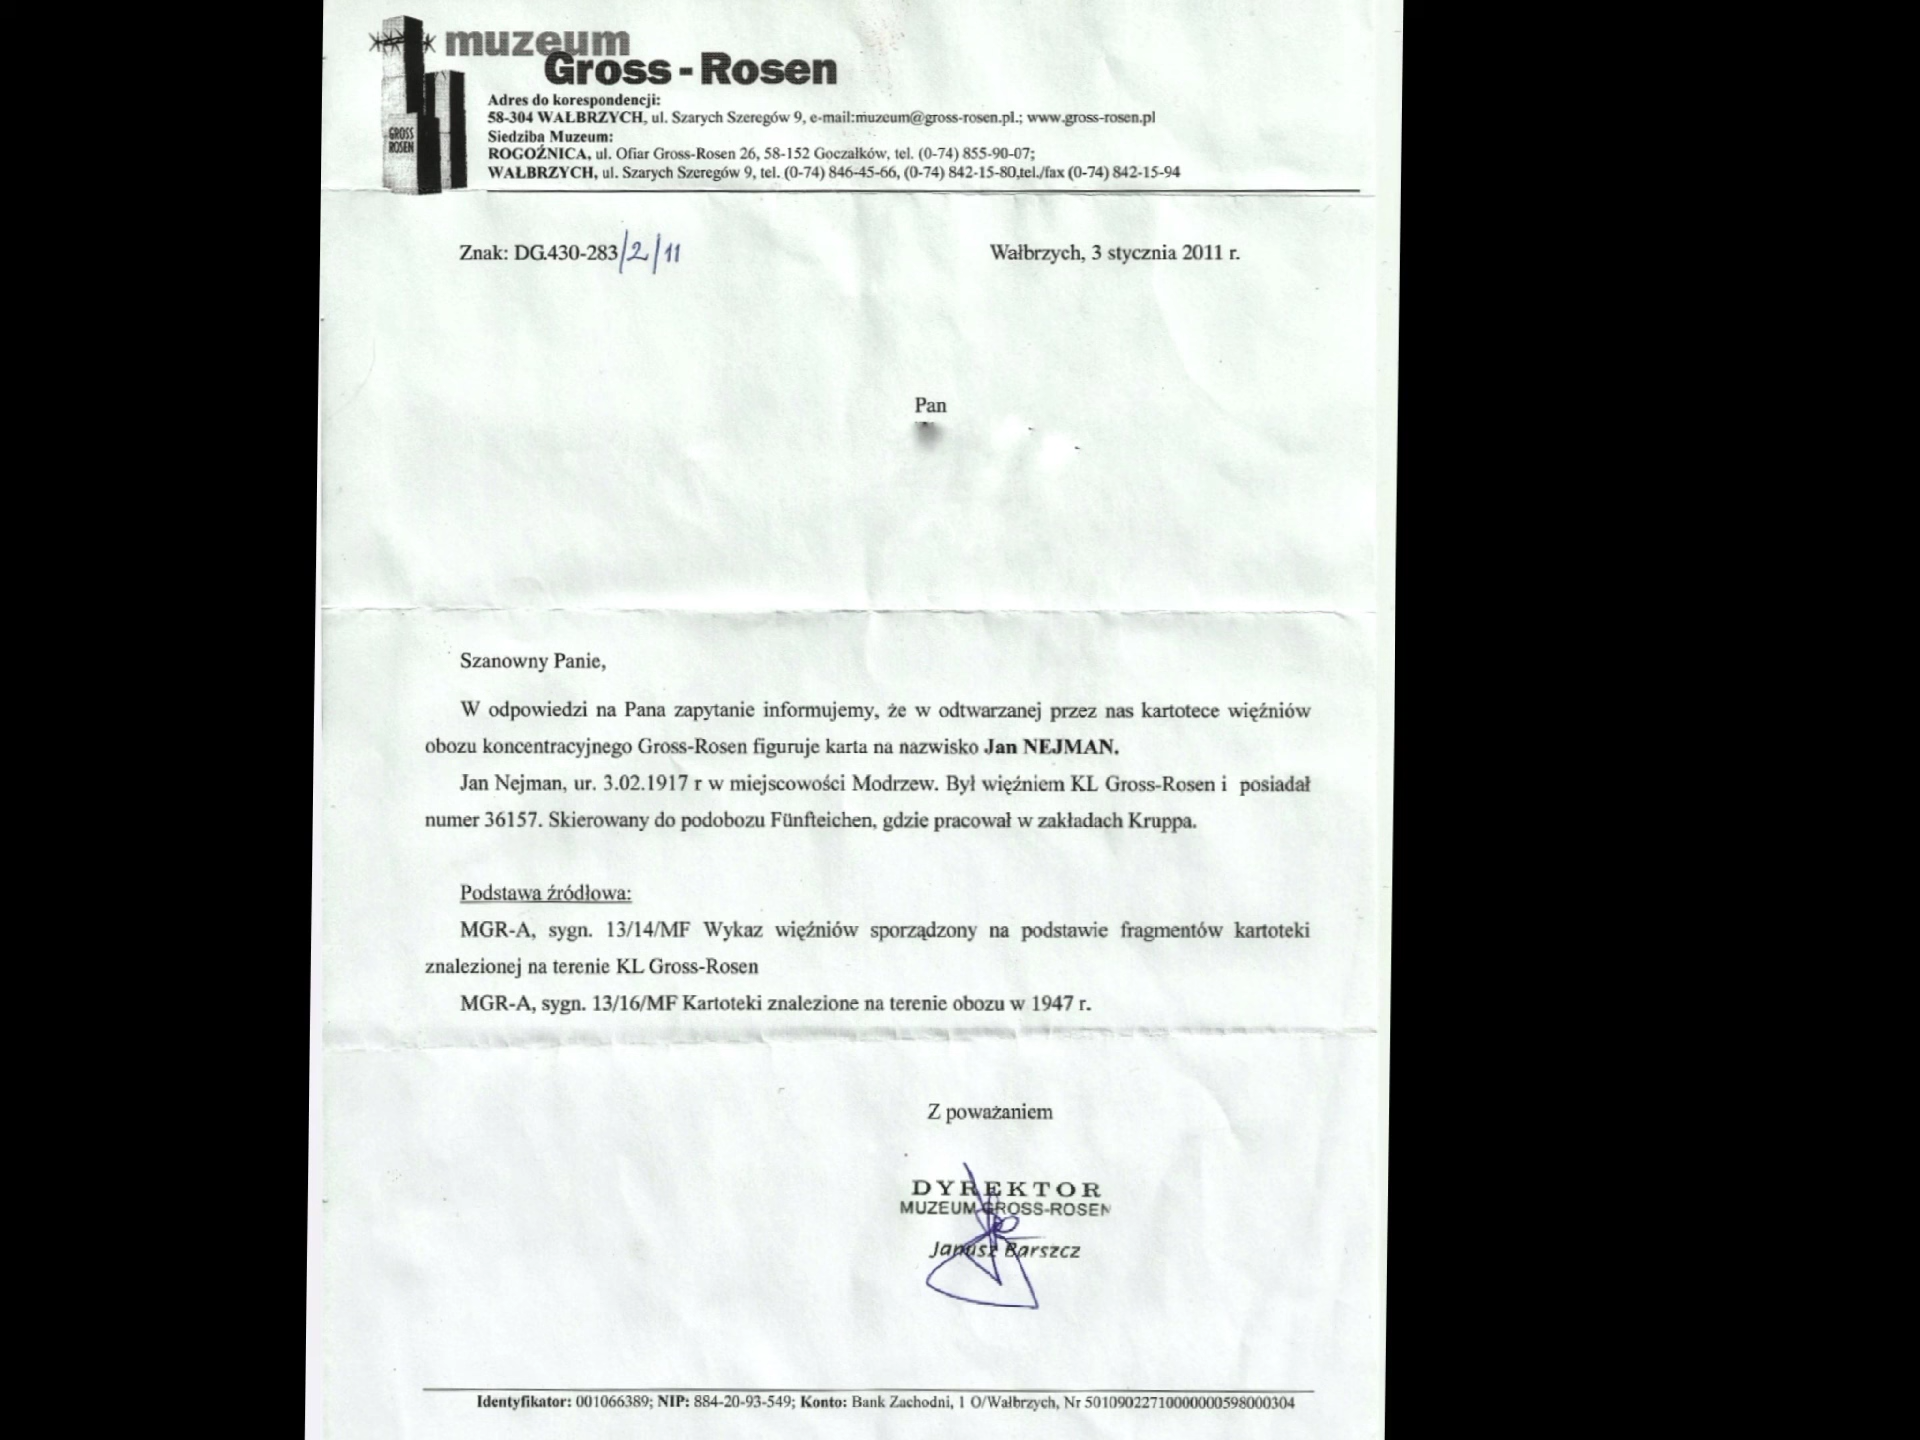 muzeum
Gross-Rosen
GROSS
ROSEN
Adres do korespondencji:
58-304 WAŁBRZYCH, ul. Szarych Szeregów 9, e-mail:muzeum@gross-rosen.pl.; www.gross-rosen.pl
Siedziba Muzeum:
ROGOŹNICA, ul. Ofiar Gross-Rosen 26, 58-152 Goczałków, tel. (0-74) 855-90-07;
WAŁBRZYCH, ul. Szarych Szeregów 9, tel. (0-74) 846-45-66, (0-74) 842-15-80,tel./fax (0-74) 842-15-94
Znak: DG.430-283/2/11
Wałbrzych, 3 stycznia 2011 r.
Pan
Szanowny Panie,
W odpowiedzi na Pana zapytanie informujemy, że w odtwarzanej przez nas kartotece więźniów
obozu koncentracyjnego Gross-Rosen figuruje karta na nazwisko Jan NEJMAN.
Jan Nejman, ur. 3.02.1917 r w miejscowości Modrzew. Był więźniem KL Gross-Rosen i posiadał
numer 36157. Skierowany do podobozu Fünfteichen, gdzie pracował w zakładach Kruppa.
Podstawa źródłowa:
MGR-A, sygn. 13/14/MF Wykaz więźniów sporządzony na podstawie fragmentów kartoteki
znalezionej na terenie KL Gross-Rosen
MGR-A, sygn. 13/16/MF Kartoteki znalezione na terenie obozu w 1947 r.
Z poważaniem
DYREKTOR
MUZEUM GROSS-ROSEN
Janusz Barszcz
Identyfikator: 001066389; NIP: 884-20-93-549; Konto: Bank Zachodni, 1 O/Wałbrzych, Nr 50109022710000000598000304